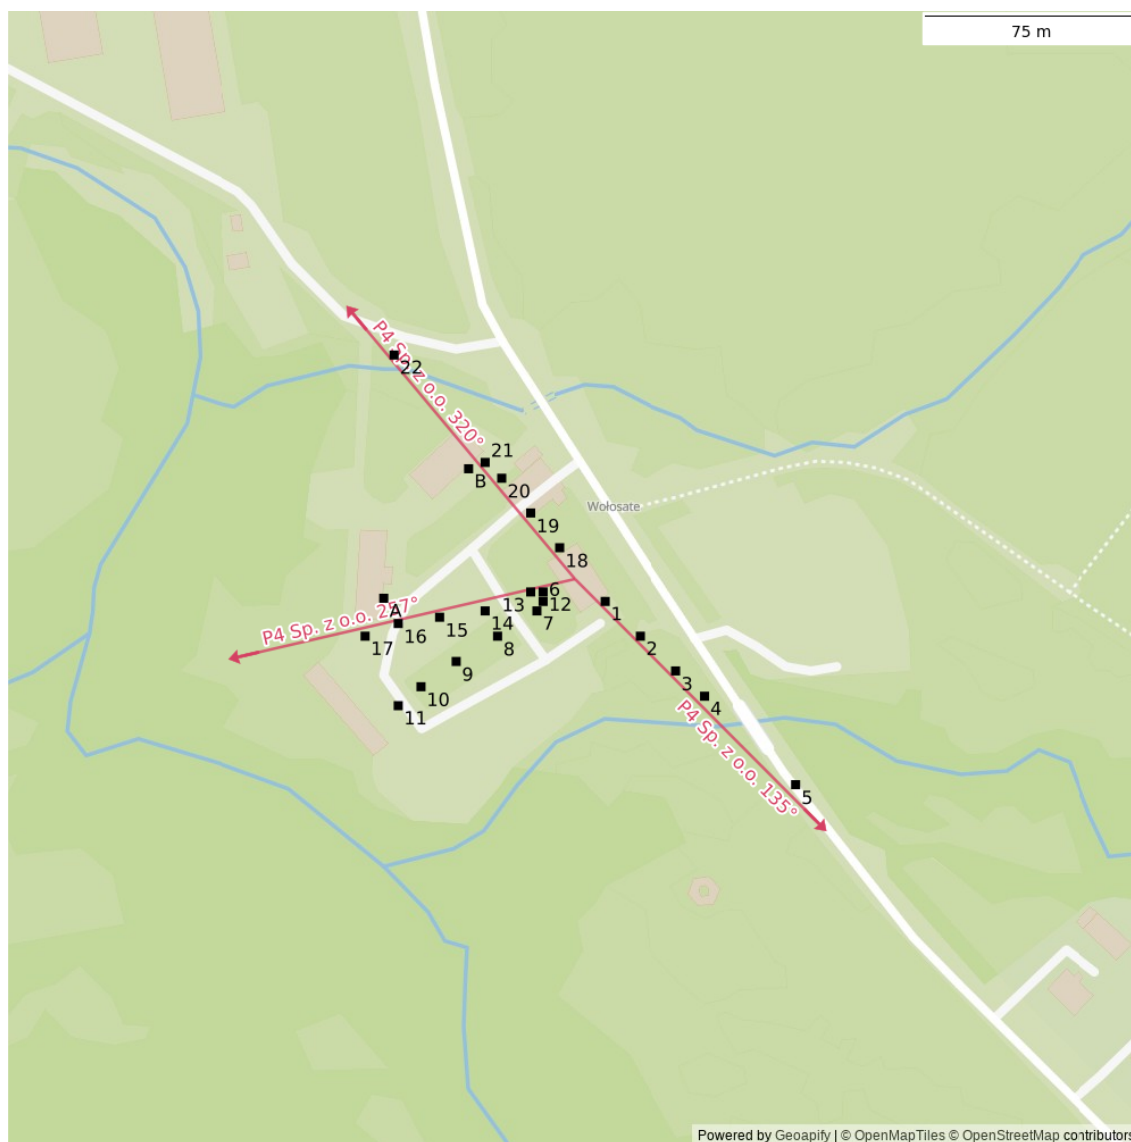 75 m
P4 Sp. z o.o. 320°
22
21
B
20
19
Wołosate
18
6
13
12
A
1
P4 Sp. z o.o. 257°
14
7
15
16
17
8
2
9
3
10
4
11
P4 Sp. z o.o. 135°
5
Powered by Geoapify | © OpenMapTiles © OpenStreetMap contributors